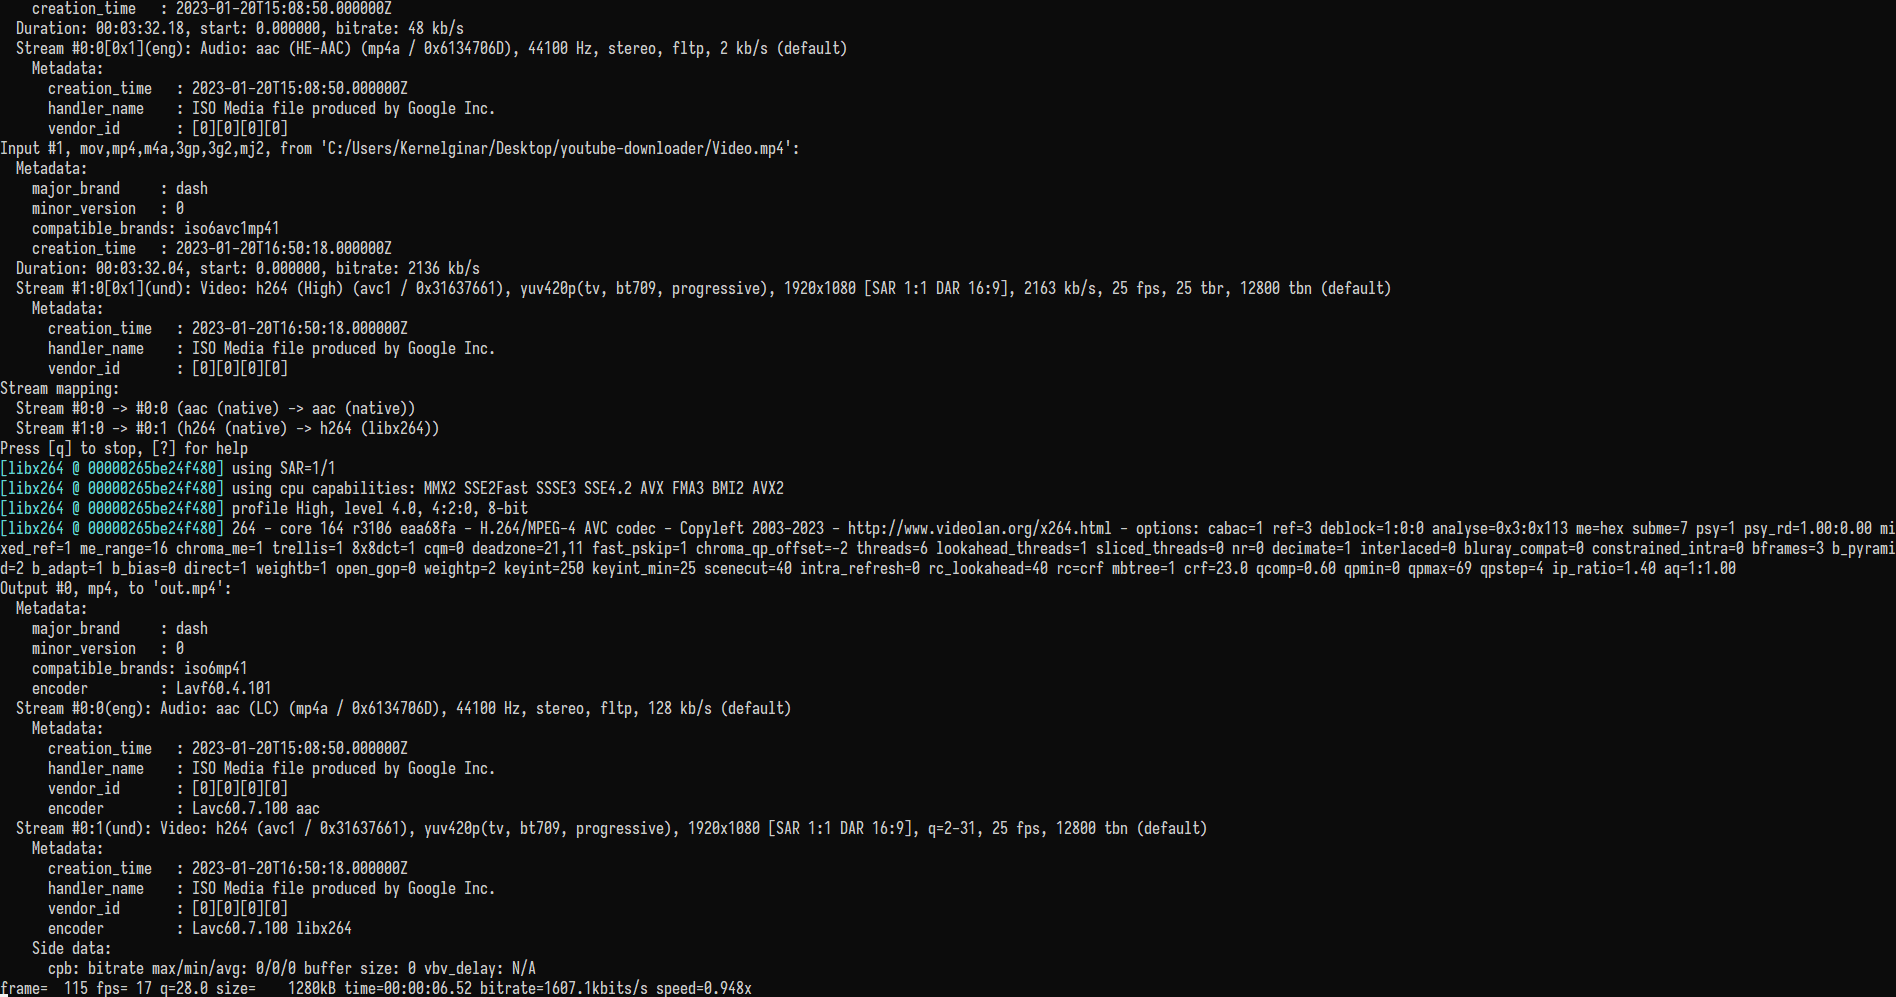 creation_time   : 2023-01-20T15:08:50.000000Z
Duration: 00:03:32.18, start: 0.000000, bitrate: 48 kb/s
Stream #0:0[0x1](eng): Audio: aac (HE-AAC) (mp4a / 0x6134706D), 44100 Hz, stereo, fltp, 2 kb/s (default)
Metadata:
creation_time   : 2023-01-20T15:08:50.000000Z
handler_name    : ISO Media file produced by Google Inc.
vendor_id       : [0][0][0][0]
Input #1, mov,mp4,m4a,3gp,3g2,mj2, from 'C:/Users/Kernelginar/Desktop/youtube-downloader/Video.mp4':
Metadata:
major_brand     : dash
minor_version   : 0
compatible_brands: iso6avc1mp41
creation_time   : 2023-01-20T16:50:18.000000Z
Duration: 00:03:32.04, start: 0.000000, bitrate: 2136 kb/s
Stream #1:0[0x1](und): Video: h264 (High) (avc1 / 0x31637661), yuv420p(tv, bt709, progressive), 1920x1080 [SAR 1:1 DAR 16:9], 2163 kb/s, 25 fps, 25 tbr, 12800 tbn (default)
Metadata:
creation_time   : 2023-01-20T16:50:18.000000Z
handler_name    : ISO Media file produced by Google Inc.
vendor_id       : [0][0][0][0]
Stream mapping:
Stream #0:0 -> #0:0 (aac (native) -> aac (native))
Stream #1:0 -> #0:1 (h264 (native) -> h264 (libx264))
Press [q] to stop, [?] for help
[libx264 @ 00000265be24f480] using SAR=1/1
[libx264 @ 00000265be24f480] using cpu capabilities: MMX2 SSE2Fast SSSE3 SSE4.2 AVX FMA3 BMI2 AVX2
[libx264 @ 00000265be24f480] profile High, level 4.0, 4:2:0, 8-bit
[libx264 @ 00000265be24f480] 264 - core 164 r3106 eaa68fa - H.264/MPEG-4 AVC codec - Copyleft 2003-2023 - http://www.videolan.org/x264.html - options: cabac=1 ref=3 deblock=1:0:0 analyse=0x3:0x113 me=hex subme=7 psy=1 psy_rd=1.00:0.00 mi
xed_ref=1 me_range=16 chroma_me=1 trellis=1 8x8dct=1 cqm=0 deadzone=21,11 fast_pskip=1 chroma_qp_offset=-2 threads=6 lookahead_threads=1 sliced_threads=0 nr=0 decimate=1 interlaced=0 bluray_compat=0 constrained_intra=0 bframes=3 b_pyrami
d=2 b_adapt=1 b_bias=0 direct=1 weightb=1 open_gop=0 weightp=2 keyint=250 keyint_min=25 scenecut=40 intra_refresh=0 rc_lookahead=40 rc=crf mbtree=1 crf=23.0 qcomp=0.60 qpmin=0 qpmax=69 qpstep=4 ip_ratio=1.40 aq=1:1.00
Output #0, mp4, to 'out.mp4':
Metadata:
major_brand     : dash
minor_version   : 0
compatible_brands: iso6mp41
encoder         : Lavf60.4.101
Stream #0:0(eng): Audio: aac (LC) (mp4a / 0x6134706D), 44100 Hz, stereo, fltp, 128 kb/s (default)
Metadata:
creation_time   : 2023-01-20T15:08:50.000000Z
handler_name    : ISO Media file produced by Google Inc.
vendor_id       : [0][0][0][0]
encoder         : Lavc60.7.100 aac
Stream #0:1(und): Video: h264 (avc1 / 0x31637661), yuv420p(tv, bt709, progressive), 1920x1080 [SAR 1:1 DAR 16:9], q=2-31, 25 fps, 12800 tbn (default)
Metadata:
creation_time   : 2023-01-20T16:50:18.000000Z
handler_name    : ISO Media file produced by Google Inc.
vendor_id       : [0][0][0][0]
encoder         : Lavc60.7.100 libx264
Side data:
cpb: bitrate max/min/avg: 0/0/0 buffer size: 0 vbv_delay: N/A
frame=  115 fps= 17 q=28.0 size=    1280kB time=00:00:06.52 bitrate=1607.1kbits/s speed=0.948x